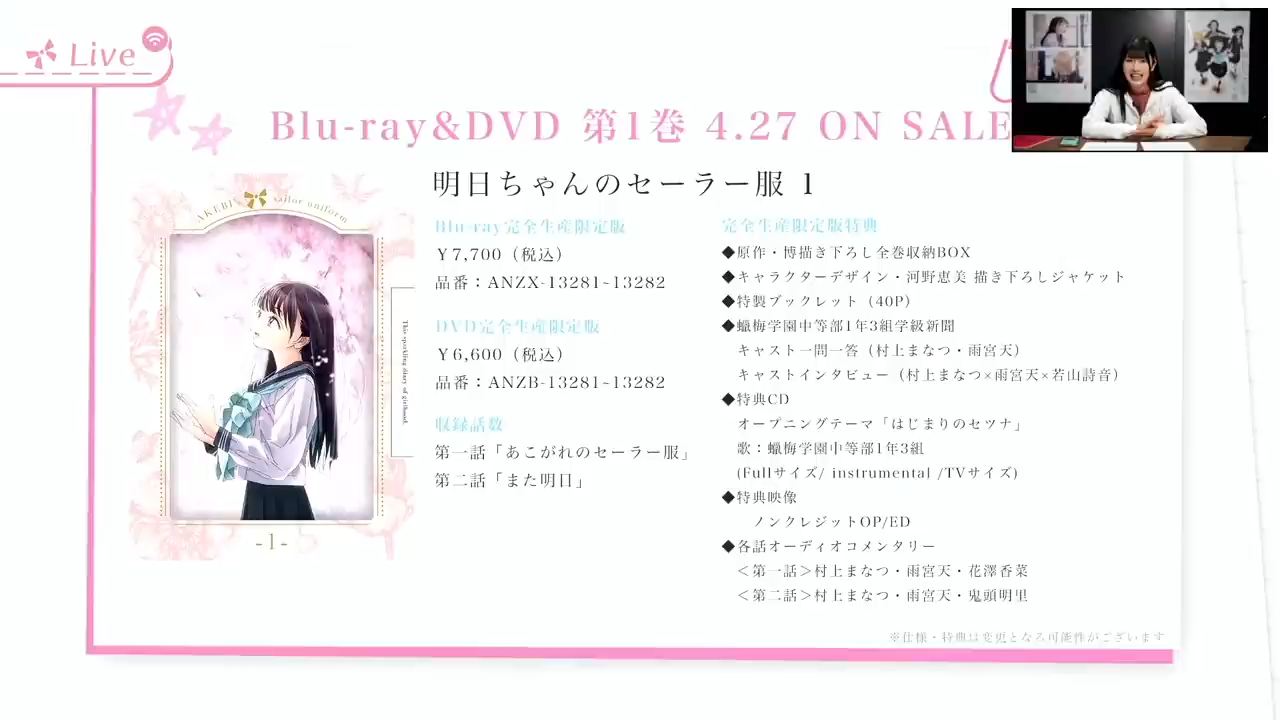 Live
Blu-ray&DVD 第1巻 4.27 ON SALE
AKEBI's sailor uniform
This sparkling diary of girlhood.
-1-
明日ちゃんのセーラー服 1
Blu-ray完全生産限定版
￥7,700（税込）
品番：ANZX-13281~13282
DVD完全生産限定版
￥6,600（税込）
品番：ANZB-13281~13282
収録話数
第一話「あこがれのセーラー服」
第二話「また明日」
完全生産限定版特典
◆原作・博描き下ろし全巻収納BOX
◆キャラクターデザイン・河野恵美 描き下ろしジャケット
◆特製ブックレット（40P）
◆蠟梅学園中等部1年3組学級新聞
キャスト一問一答（村上まなつ・雨宮天）
キャストインタビュー（村上まなつ×雨宮天×若山詩音）
◆特典CD
オープニングテーマ「はじまりのセツナ」
歌：蠟梅学園中等部1年3組
(Fullサイズ/ instrumental /TVサイズ)
◆特典映像
ノンクレジットOP/ED
◆各話オーディオコメンタリー
＜第一話＞村上まなつ・雨宮天・花澤香菜
＜第二話＞村上まなつ・雨宮天・鬼頭明里
※仕様・特典は変更となる可能性がございます